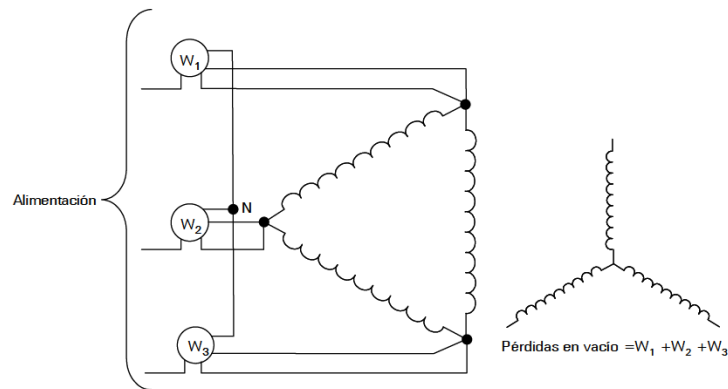 W₁
Alimentación
N
W₂
W₃
Pérdidas en vacío =W₁ +W₂ +W₃